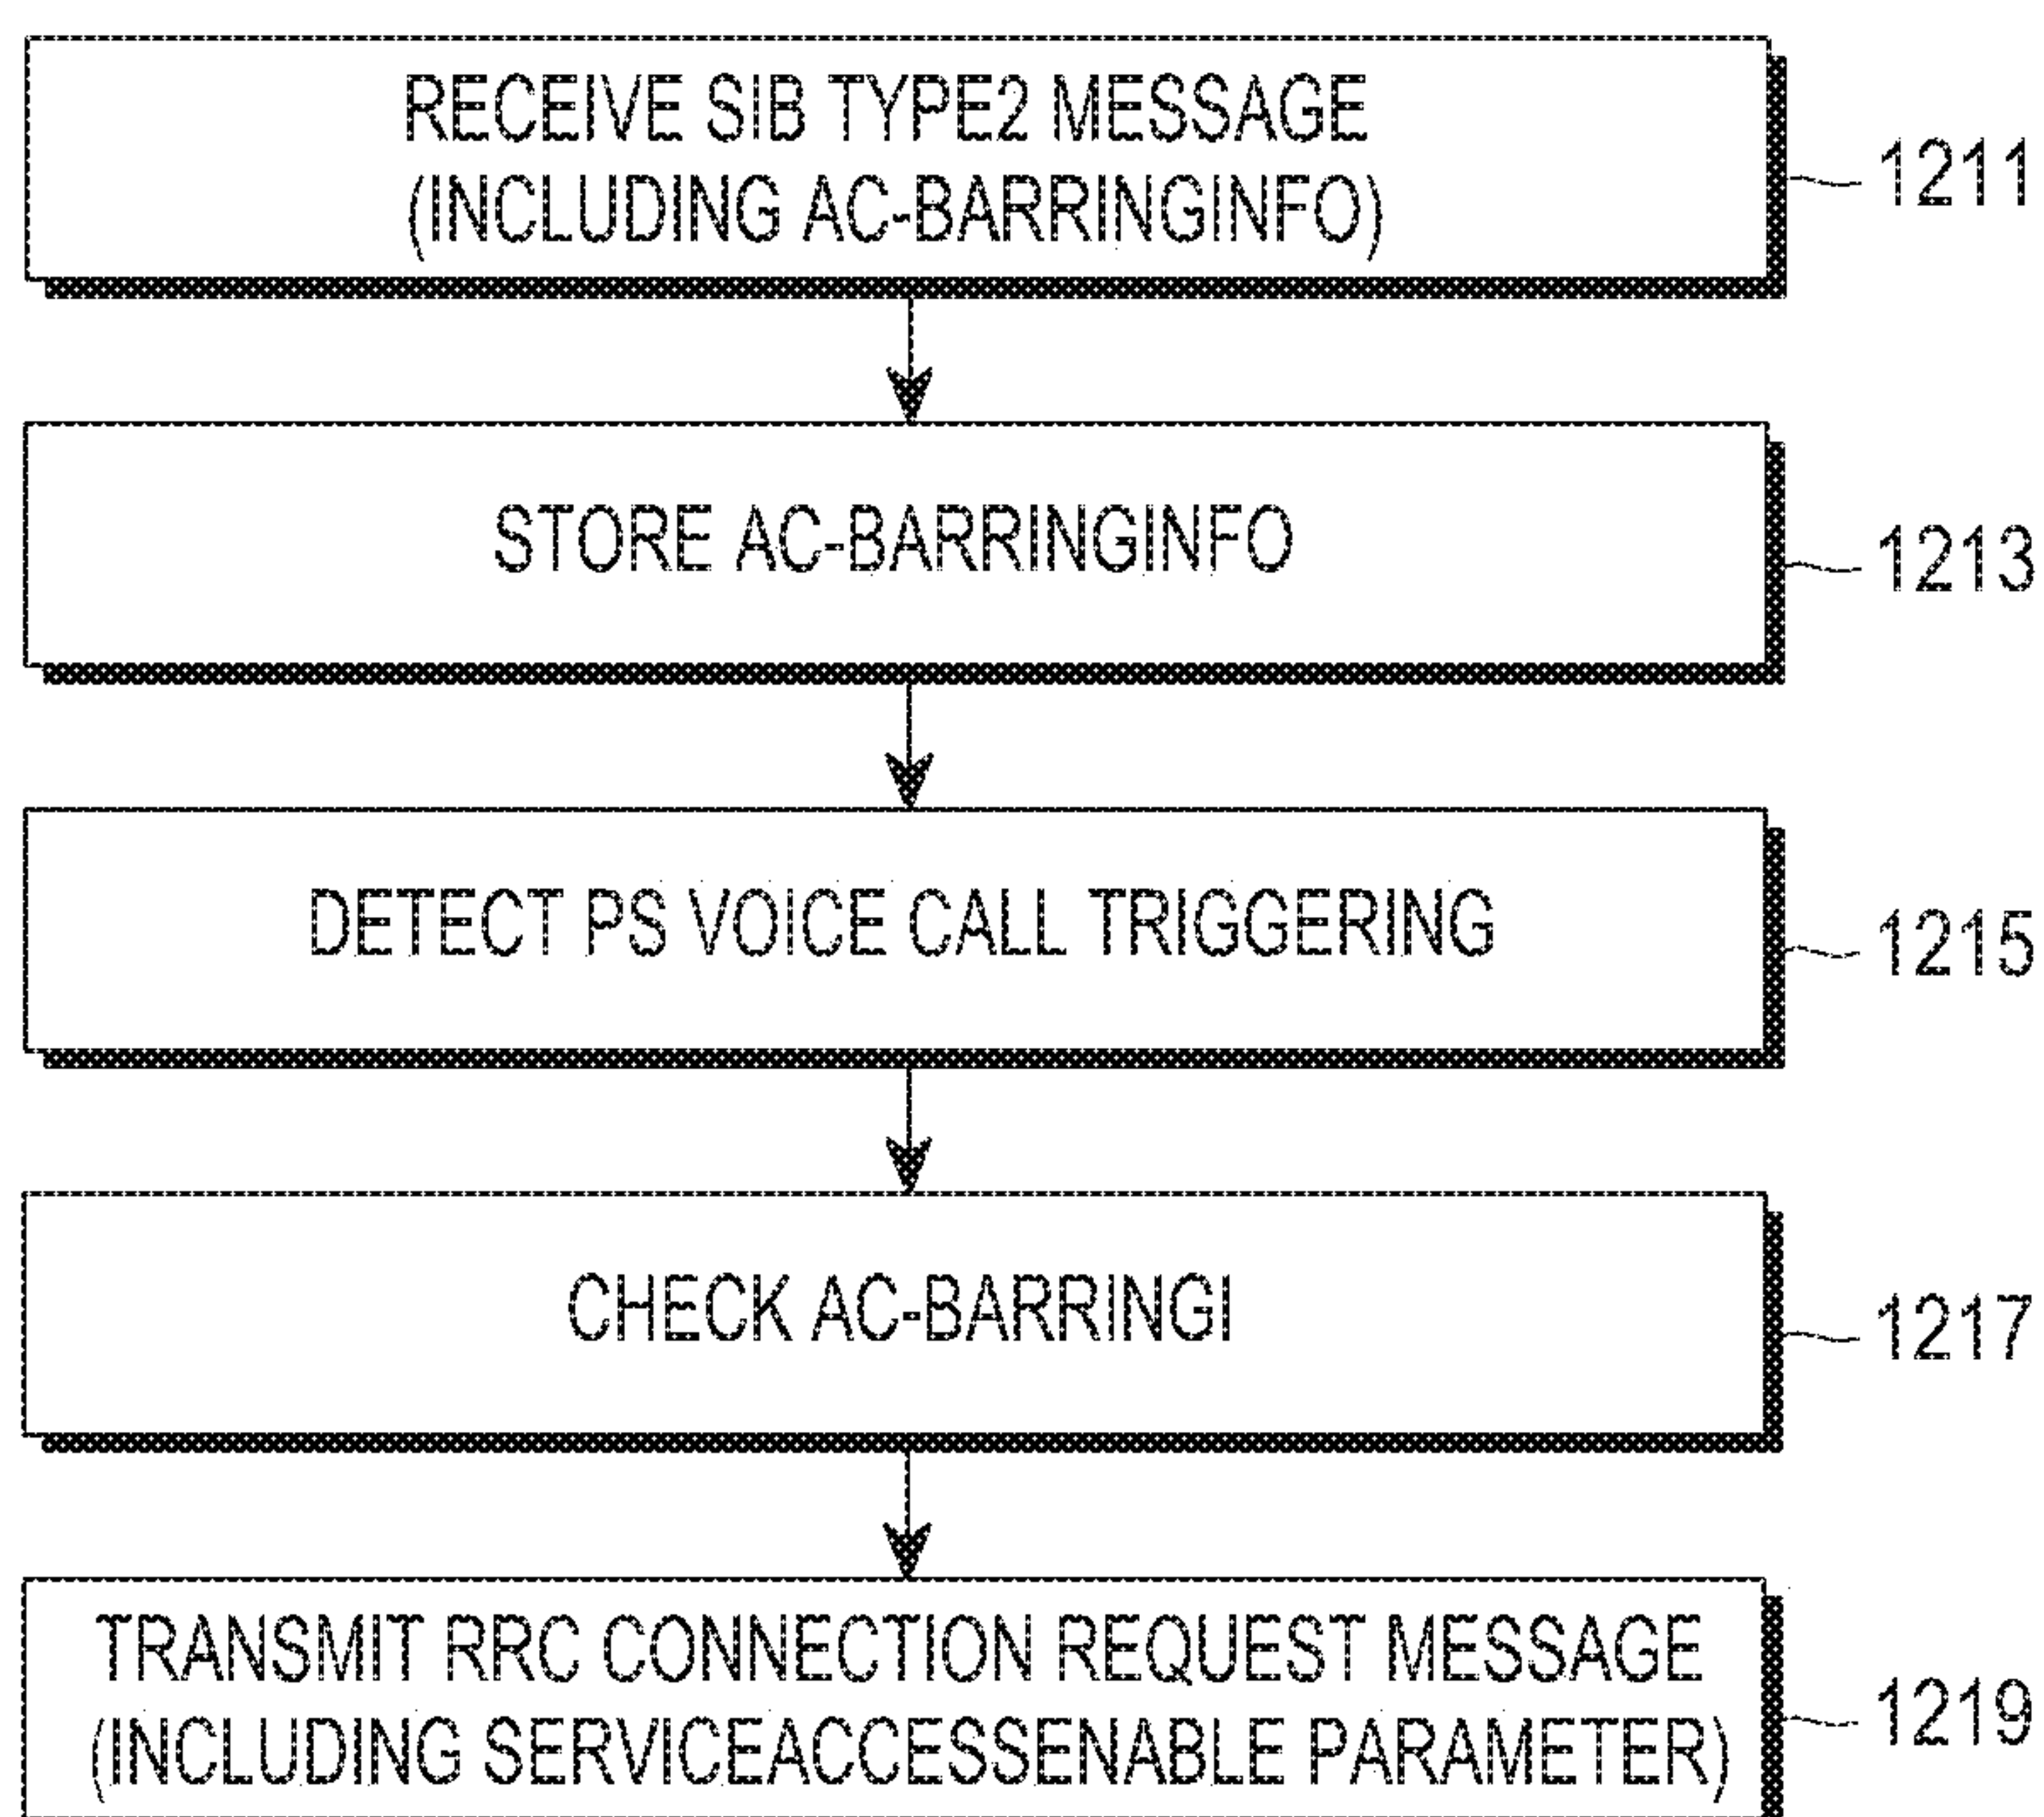 RECEIVE SIB TYPE2 MESSAGE
(INCLUDING AC-BARRINGINFO)
1211
STORE AC-BARRINGINFO
1213
DETECT PS VOICE CALL TRIGGERING
1215
CHECK AC-BARRINGI
1217
TRANSMIT RRC CONNECTION REQUEST MESSAGE
(INCLUDING SERVICEACCESSENABLE PARAMETER)
1219